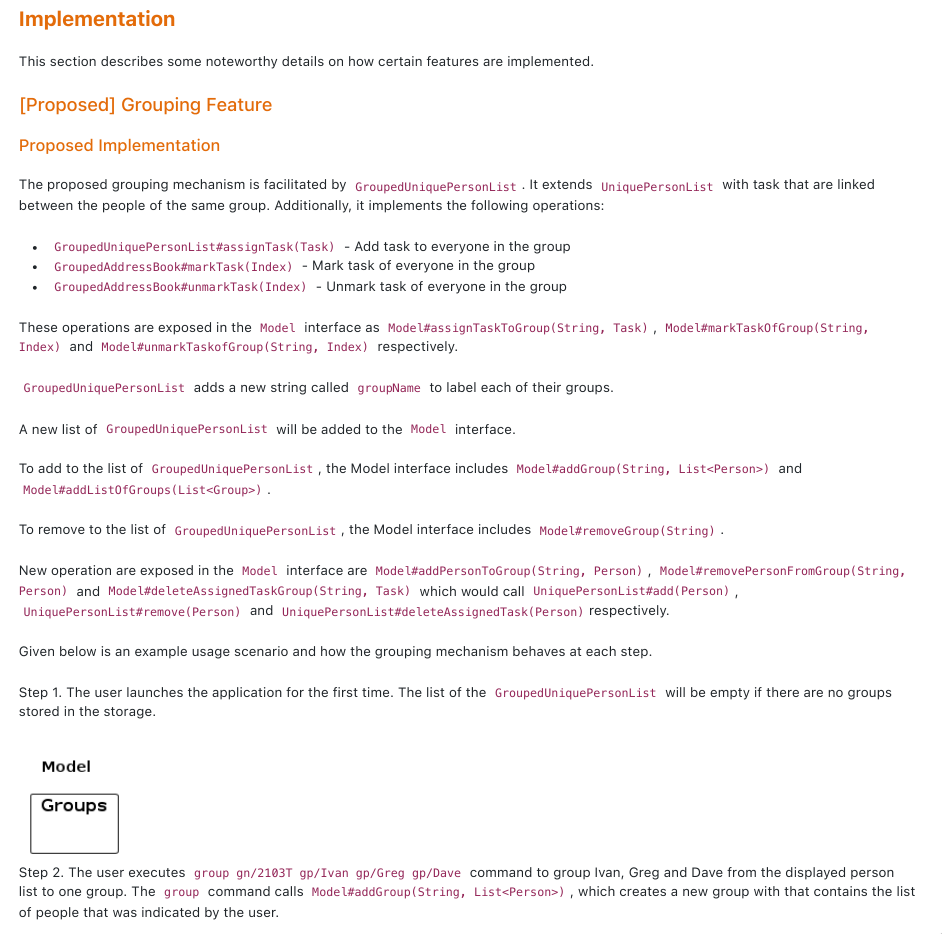 Implementation
This section describes some noteworthy details on how certain features are implemented.
[Proposed] Grouping Feature
Proposed Implementation
The proposed grouping mechanism is facilitated by GroupedUniquePersonList . It extends UniquePersonList with task that are linked
between the people of the same group. Additionally, it implements the following operations:
• GroupedUniquePersonList#assignTask(Task) - Add task to everyone in the group
• GroupedAddressBook#markTask(Index) - Mark task of everyone in the group
• GroupedAddressBook#unmarkTask(Index) - Unmark task of everyone in the group
These operations are exposed in the Model interface as Model#assignTaskToGroup(String, Task) , Model#markTaskOfGroup(String,
Index) and Model#unmarkTaskofGroup(String, Index) respectively.
GroupedUniquePersonList adds a new string called groupName to label each of their groups.
A new list of GroupedUniquePersonList will be added to the Model interface.
To add to the list of GroupedUniquePersonList , the Model interface includes Model#addGroup(String, List<Person>) and
Model#addListOfGroups(List<Group>) .
To remove to the list of GroupedUniquePersonList , the Model interface includes Model#removeGroup(String) .
New operation are exposed in the Model interface are Model#addPersonToGroup(String, Person) , Model#removePersonFromGroup(String,
Person) and Model#deleteAssignedTaskGroup(String, Task) which would call UniquePersonList#add(Person) ,
UniquePersonList#remove(Person) and UniquePersonList#deleteAssignedTask(Person) respectively.
Given below is an example usage scenario and how the grouping mechanism behaves at each step.
Step 1. The user launches the application for the first time. The list of the GroupedUniquePersonList will be empty if there are no groups
stored in the storage.
Model
Groups
Step 2. The user executes group gn/2103T gp/Ivan gp/Greg gp/Dave command to group Ivan, Greg and Dave from the displayed person
list to one group. The group command calls Model#addGroup(String, List<Person>) , which creates a new group with that contains the list
of people that was indicated by the user.